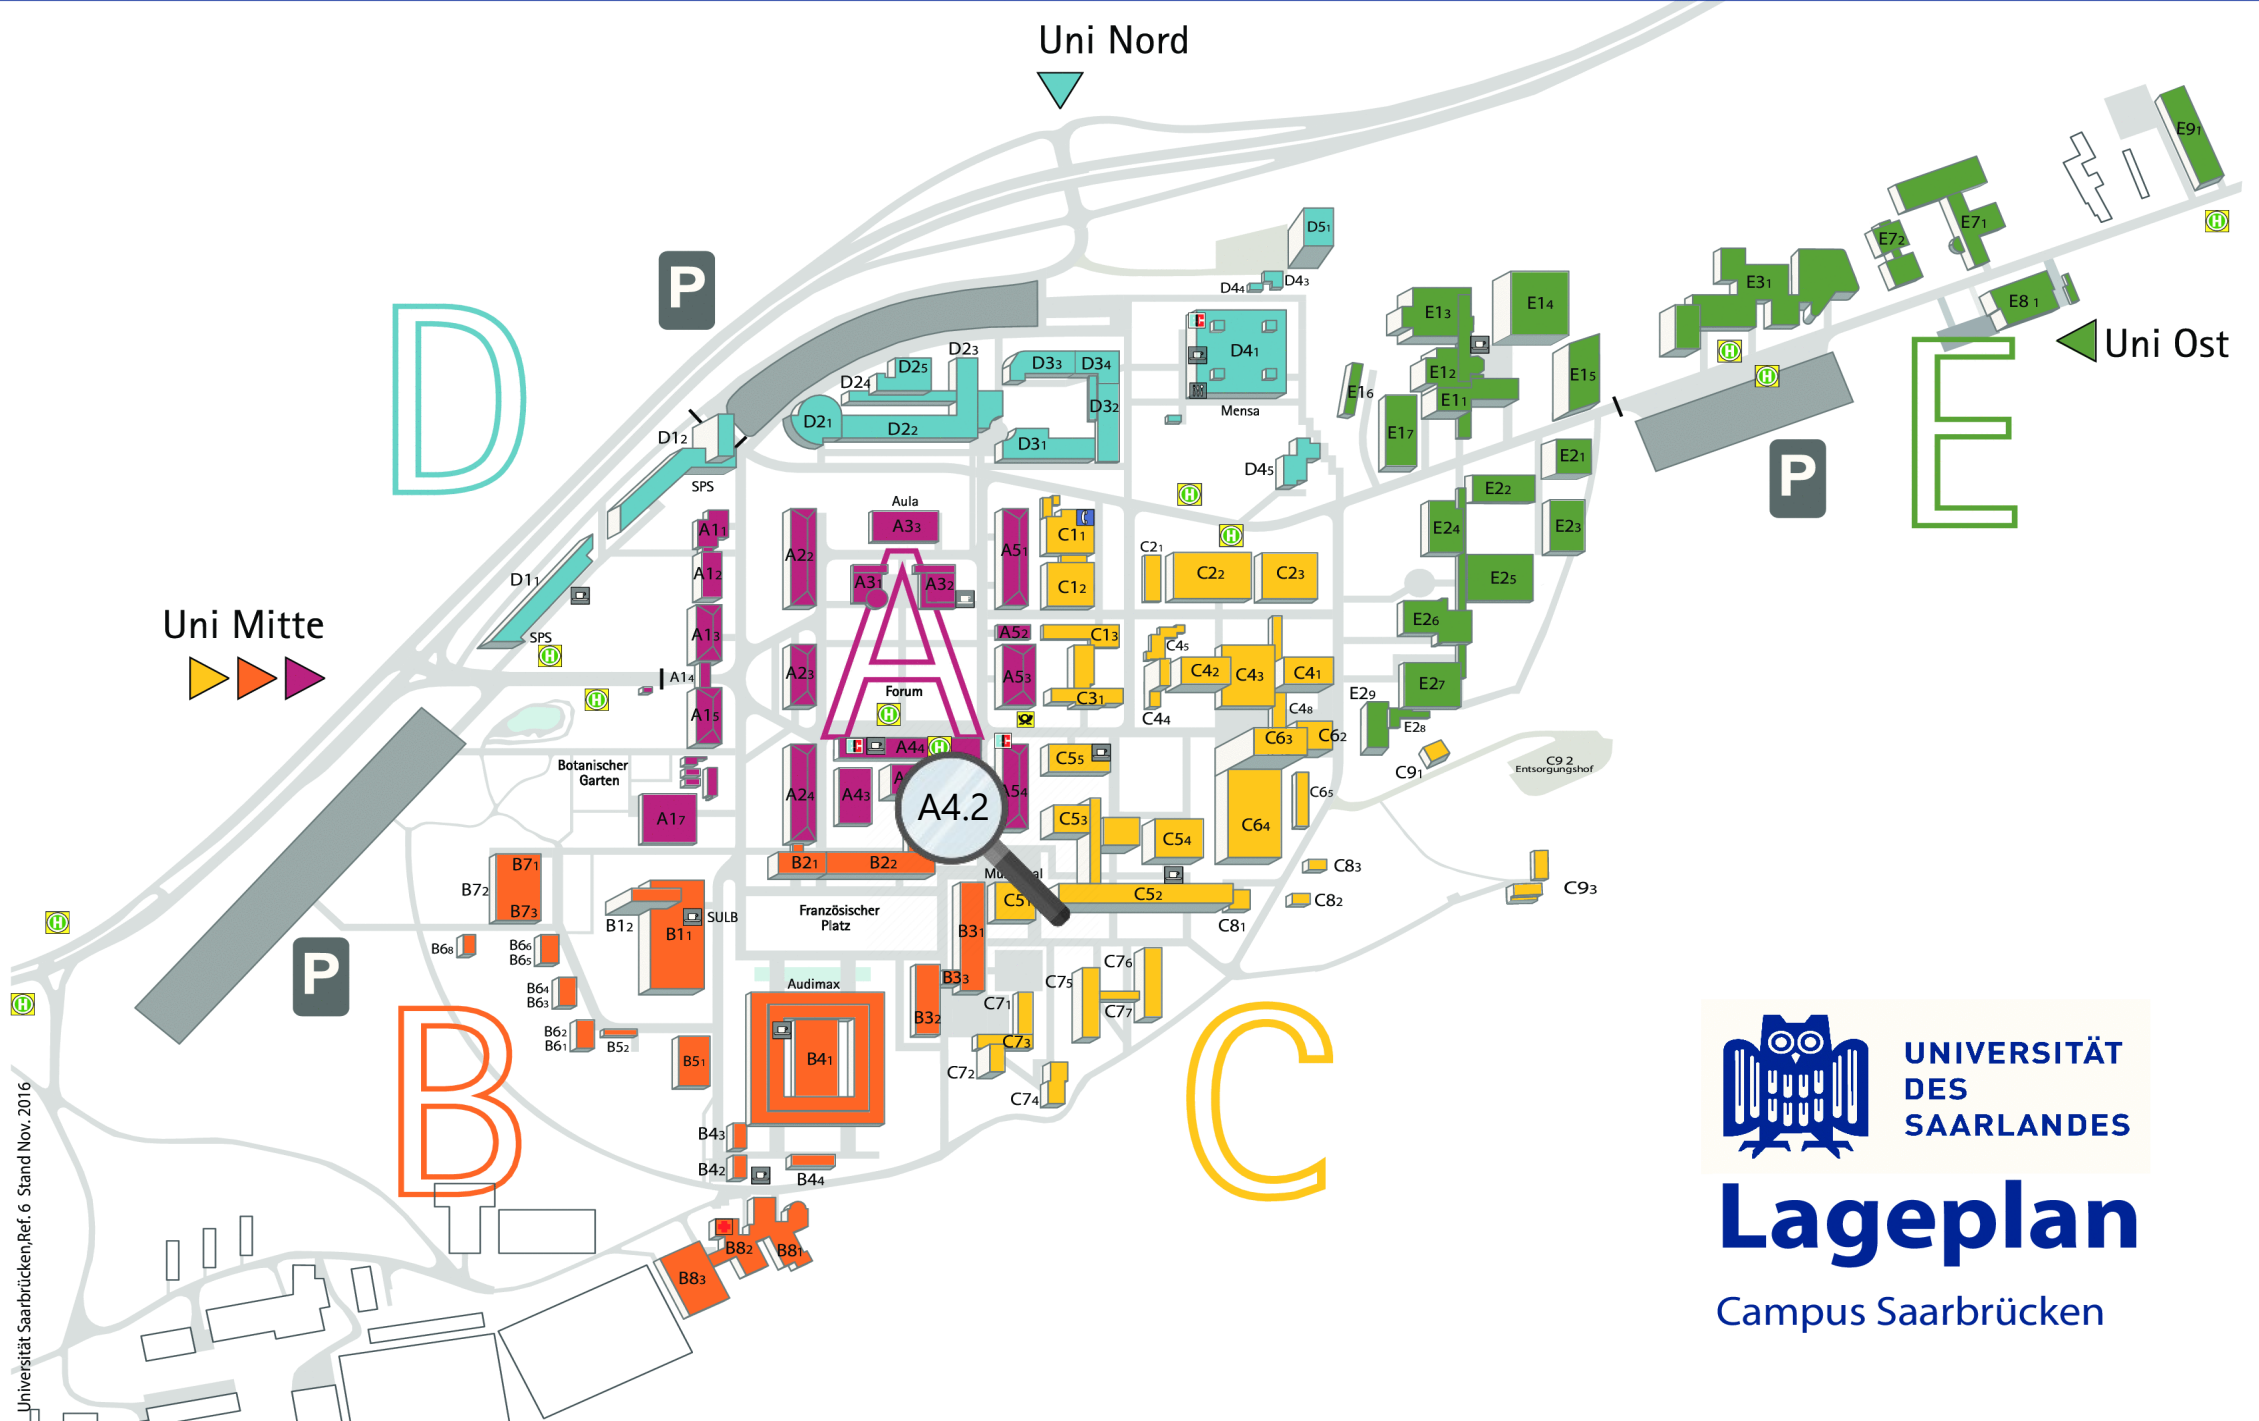 Uni Nord
E91
E71
E72
D51
E31
D44
D43
P
E81
E13
E14
Uni Ost
D23
D25
D33
D34
D41
D24
E12
E15
D
E16
E11
D32
D21
D22
Mensa
E17
D12
D31
D45
E21
P
E
SPS
E22
Aula
A11
A33
A22
A51
C11
E24
E23
C21
D11
A12
A31
A32
C12
C22
C23
E25
Uni Mitte
SPS
A13
A52
C13
C45
E26
A14
A23
A
A53
C42
C43
C41
E27
Forum
C31
E29
A15
C44
C48
E28
A44
C63
C62
Botanischer
Garten
C55
C91
C9 2
Entsorgungshof
A24
A43
A4.2
A54
C65
A17
C53
C54
C64
B71
B21
B22
C83
B72
C51
C52
C93
B73
B12
SULB
Französischer
Platz
C82
B11
B31
C81
B68
B66
B65
C76
B33
C75
Audimax
B64
B63
C71
C77
P
B32
B62
B61
B52
C73
B51
B41
C72
C74
B
C
B43
B42
B44
B82
B81
B83
UNIVERSITÄT
DES
SAARLANDES
Lageplan
Campus Saarbrücken
Universität Saarbrücken,Ref. 6 Stand Nov. 2016